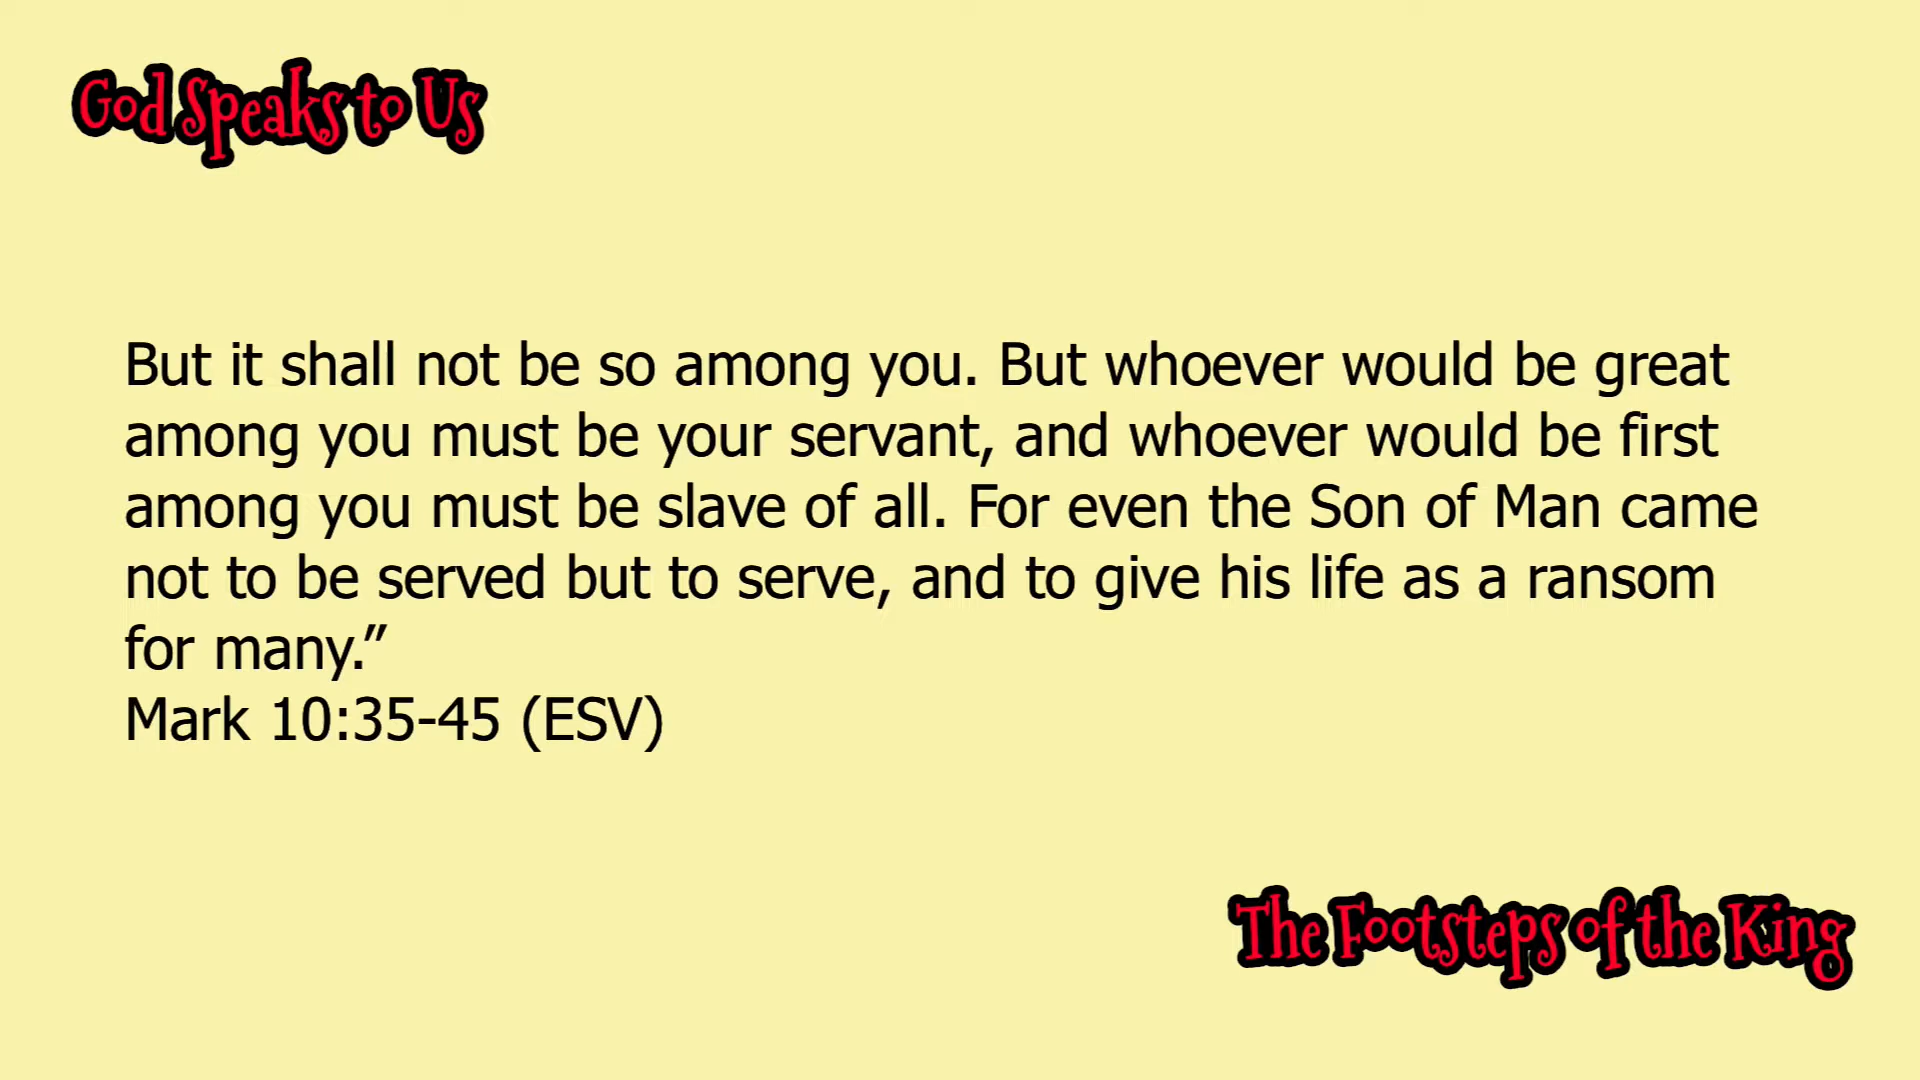 God Speaks to Us
But it shall not be so among you. But whoever would be great
among you must be your servant, and whoever would be first
among you must be slave of all. For even the Son of Man came
not to be served but to serve, and to give his life as a ransom
for many.”
Mark 10:35-45 (ESV)
The Footsteps of the King